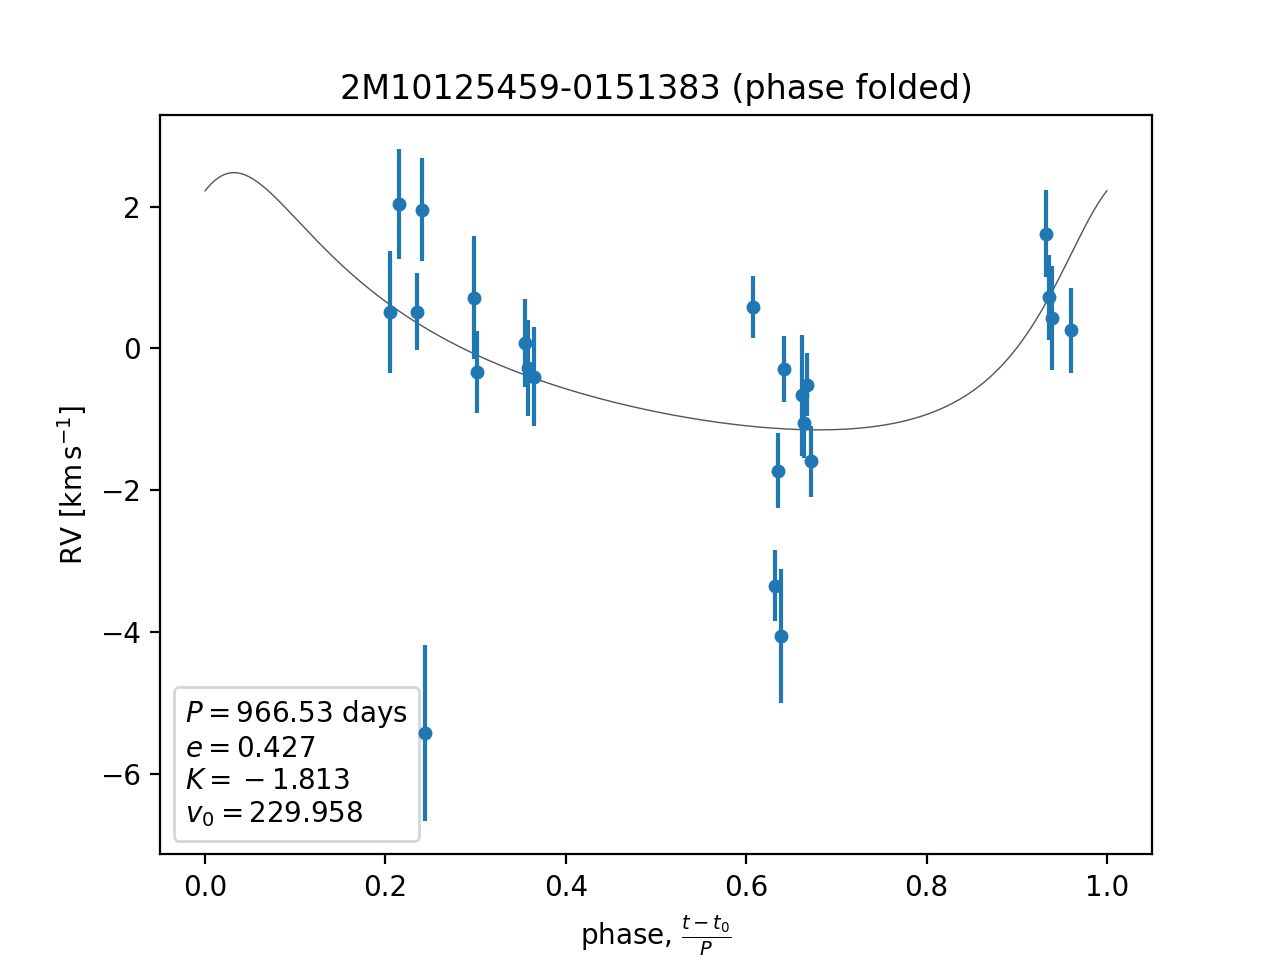 2M10125459-0151383 (phase folded)
RV [km s⁻¹]
2
0
−2
−4
−6
P = 966.53 days
e = 0.427
K = −1.813
v₀ = 229.958
0.0 0.2 0.4 0.6 0.8 1.0
phase, (t − t₀)/P